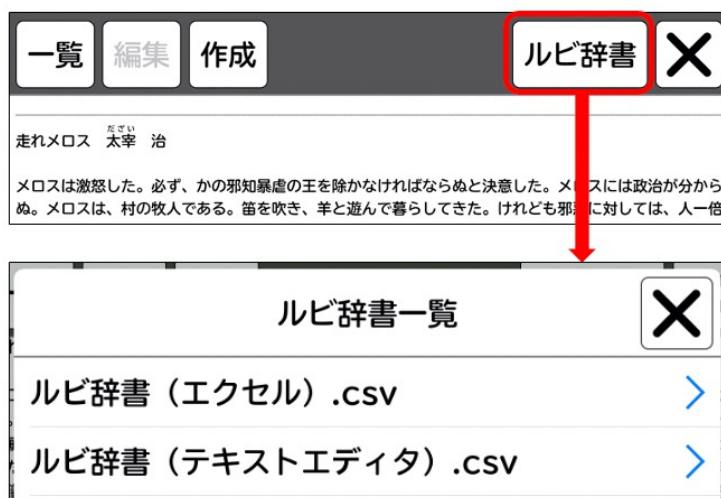 一覧 編集 作成 ルビ辞書
だざい
走れメロス 太宰 治
メロスは激怒した。必ず、かの邪知暴虐の王を除かなければならぬと決意した。メロスには政治が分から
ぬ。メロスは、村の牧人である。笛を吹き、羊と遊んで暮らしてきた。けれども邪悪に対しては、人一倍
ルビ辞書一覧
ルビ辞書(エクセル).csv
ルビ辞書(テキストエディタ).csv